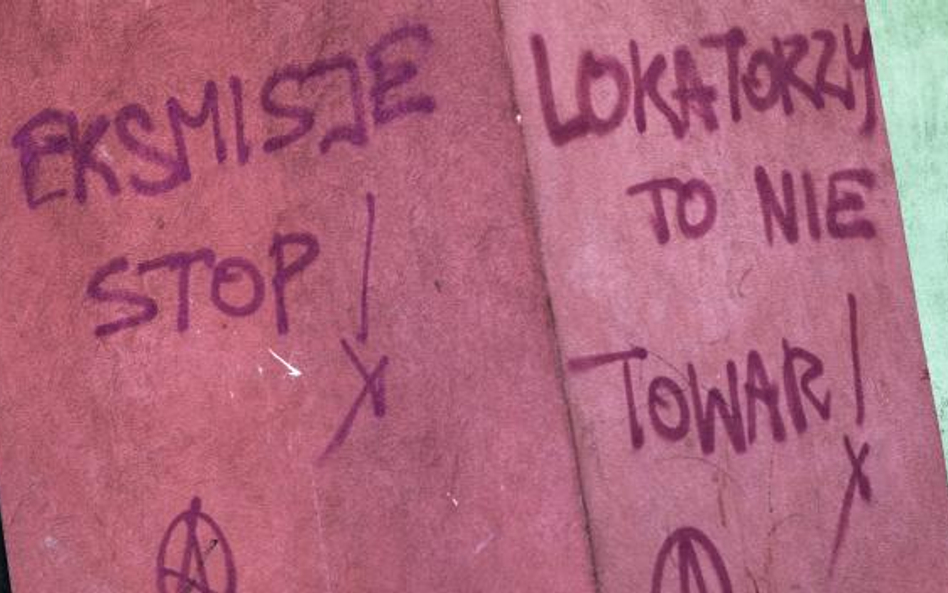 EKSMISJE
STOP!
LOKATORZY
TO NIE
TOWAR!